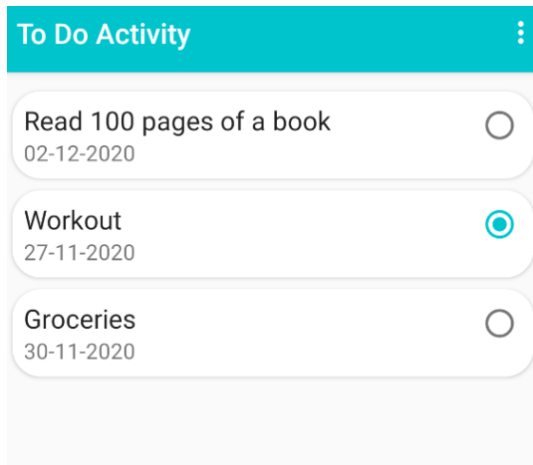 To Do Activity
Read 100 pages of a book
02-12-2020
Workout
27-11-2020
Groceries
30-11-2020